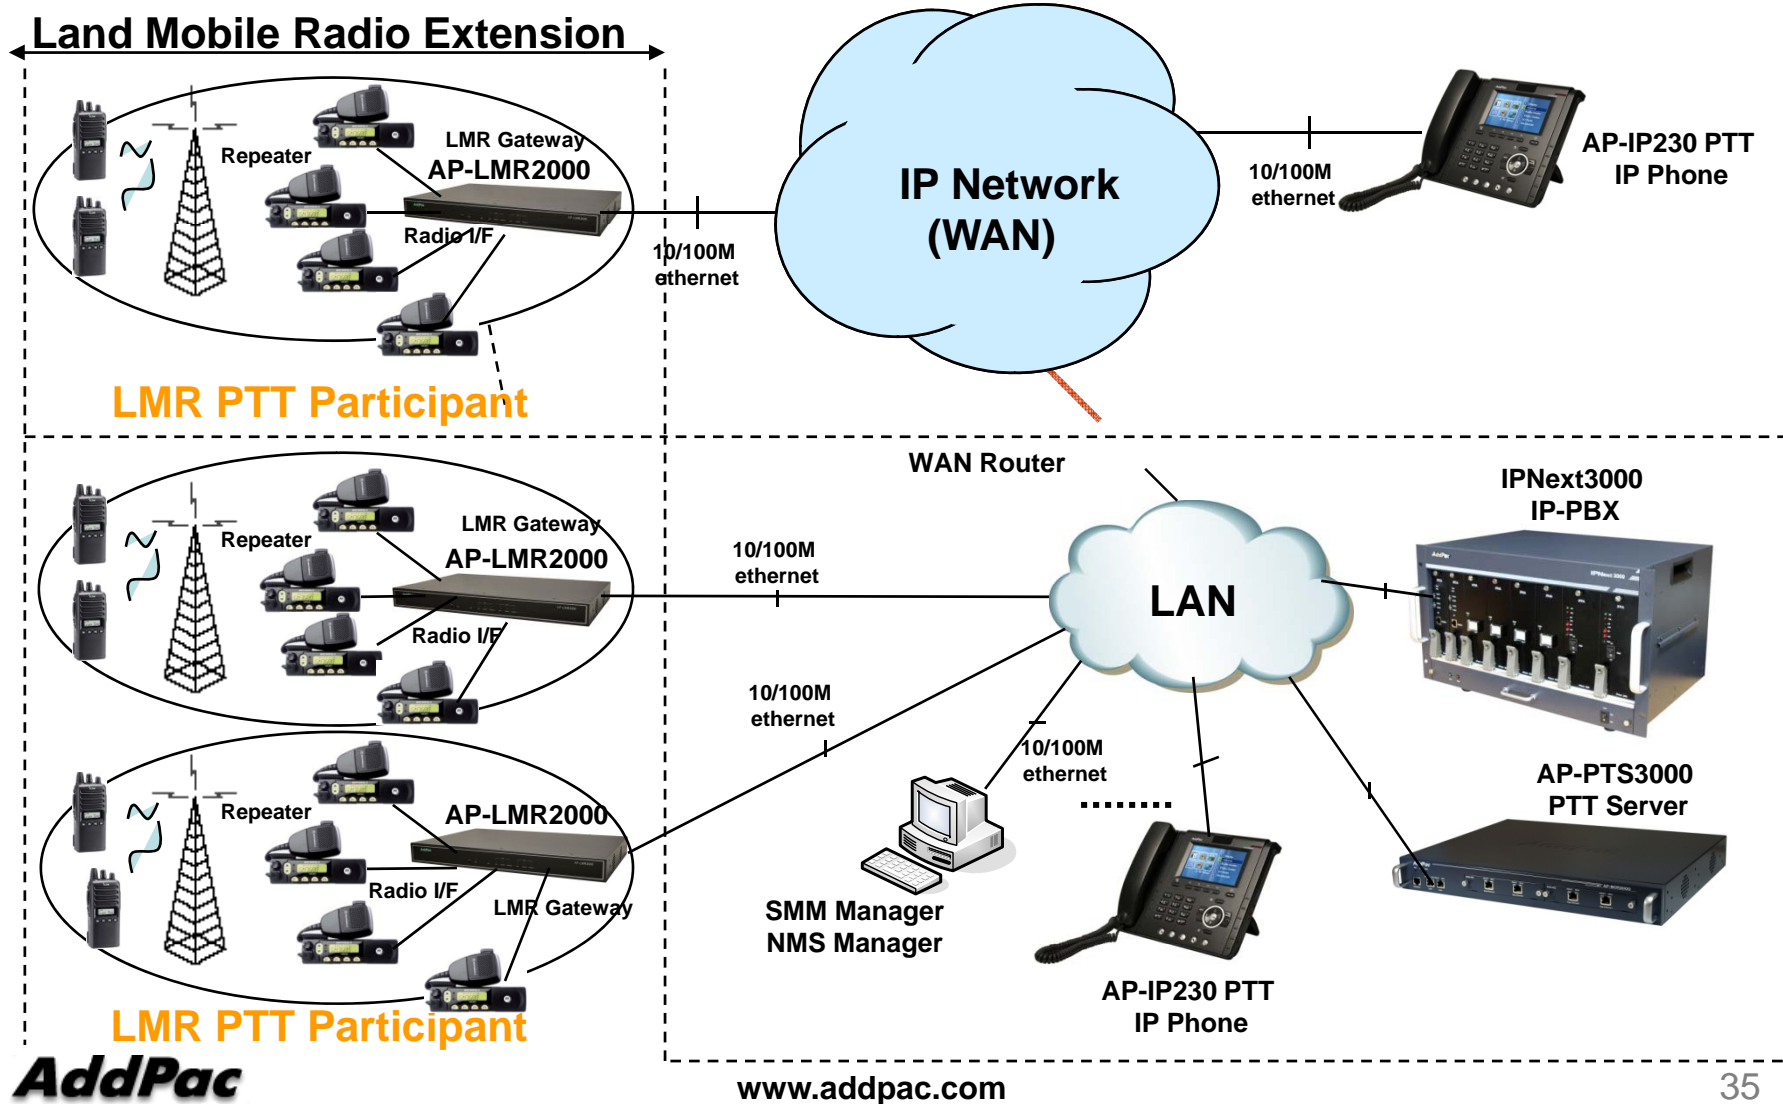 Land Mobile Radio Extension
LMR Gateway
AP-LMR2000
Repeater
Radio I/F
10/100M
ethernet
IP Network
(WAN)
10/100M
ethernet
AP-IP230 PTT
IP Phone
LMR PTT Participant
WAN Router
LMR Gateway
AP-LMR2000
Repeater
Radio I/F
10/100M
ethernet
LAN
IPNext3000
IP-PBX
10/100M
ethernet
10/100M
ethernet
Repeater
AP-LMR2000
Radio I/F
LMR Gateway
SMM Manager
NMS Manager
AP-IP230 PTT
IP Phone
AP-PTS3000
PTT Server
LMR PTT Participant
AddPac
www.addpac.com
35